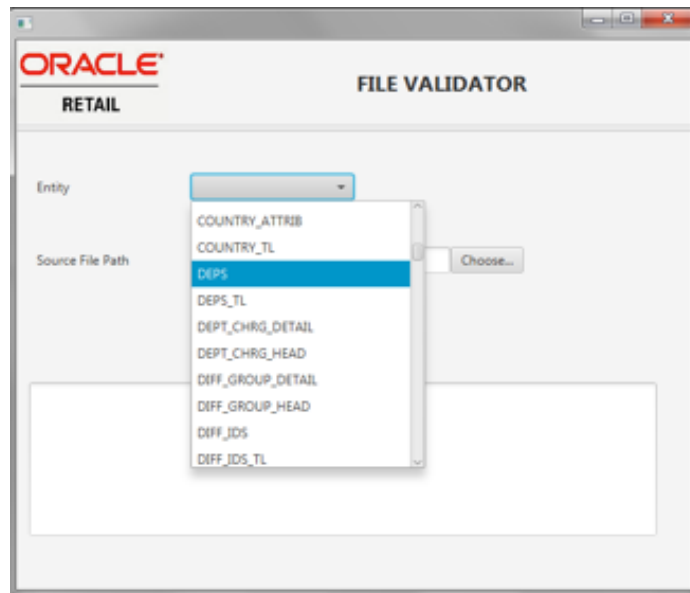 ORACLE
RETAIL
FILE VALIDATOR
Entity
COUNTRY_ATTRIB
COUNTRY_TL
Source File Path
Choose...
DEPS
DEPS_TL
DEPT_CHRG_DETAIL
DEPT_CHRG_HEAD
DIFF_GROUP_DETAIL
DIFF_GROUP_HEAD
DIFF_IDS
DIFF_IDS_TL